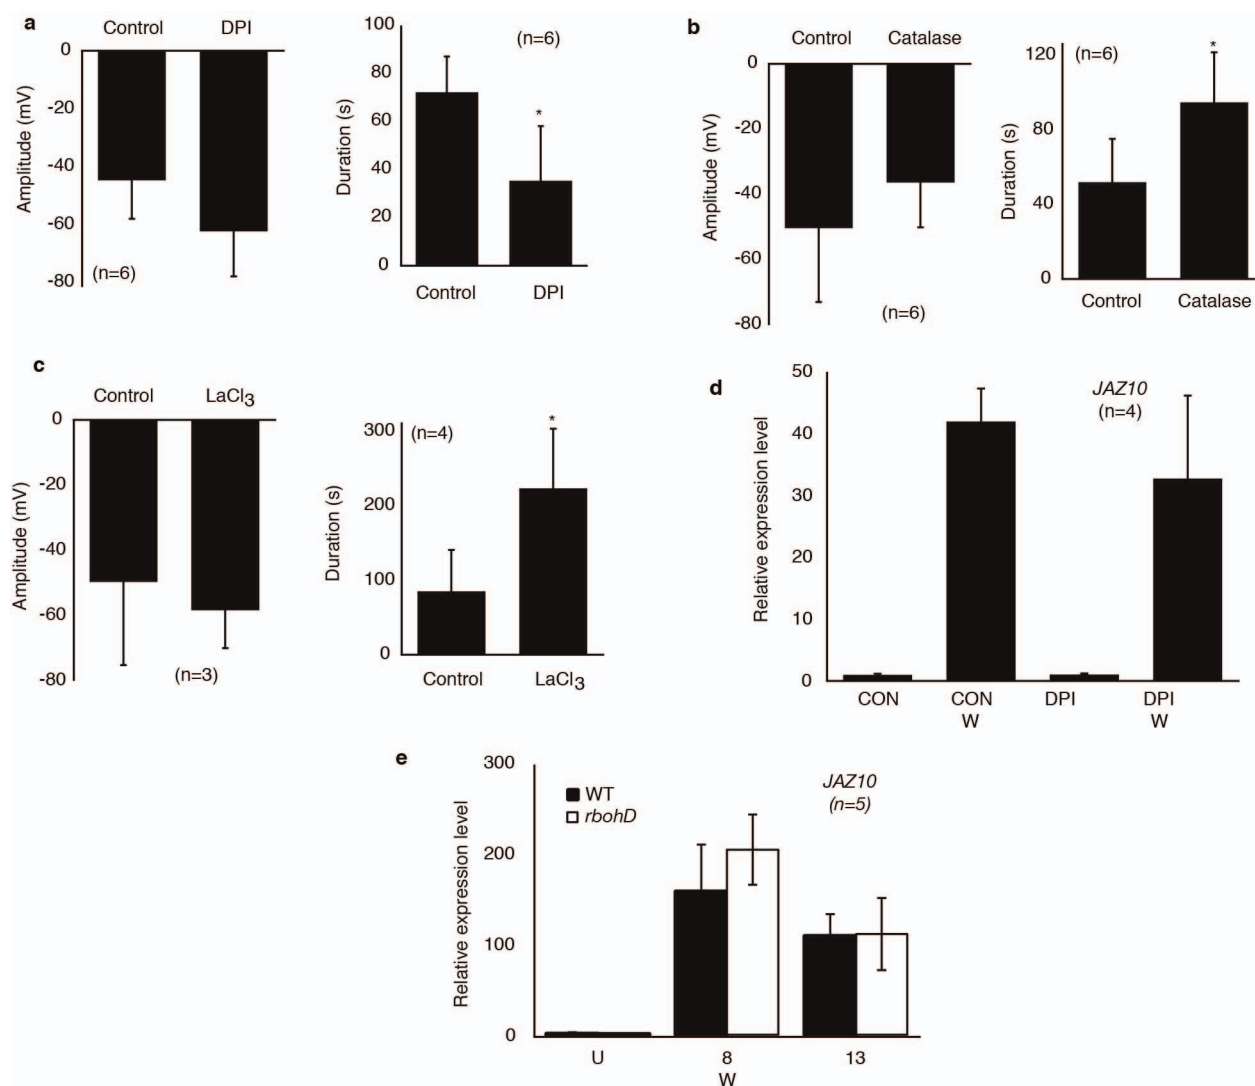 a
Control DPI
0
-20
-40
-60
-80
Amplitude (mV)
(n=6)
100
80
60
40
20
0
Duration (s)
(n=6)
*
Control DPI
b
Control Catalase
0
-20
-40
-60
-80
Amplitude (mV)
(n=6)
120
80
40
0
Duration (s)
(n=6)
*
Control Catalase
c
Control LaCl3
0
-20
-40
-60
-80
Amplitude (mV)
(n=3)
300
200
100
0
Duration (s)
(n=4)
*
Control LaCl3
d
50
40
30
20
10
0
Relative expression level
JAZ10
(n=4)
CON CON DPI DPI
W W
e
300
200
100
0
Relative expression level
WT
rbohD
JAZ10
(n=5)
U 8 13
W